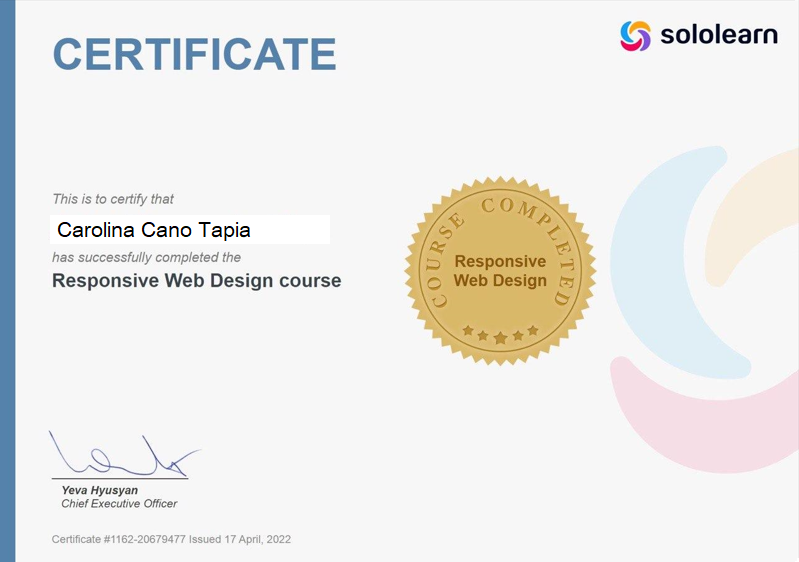 CERTIFICATE
sololearn
This is to certify that
Carolina Cano Tapia
has successfully completed the
Responsive Web Design course
COURSE COMPLETED
Responsive
Web Design
Yeva Hyusyan
Chief Executive Officer
Certificate #1162-20679477 Issued 17 April, 2022